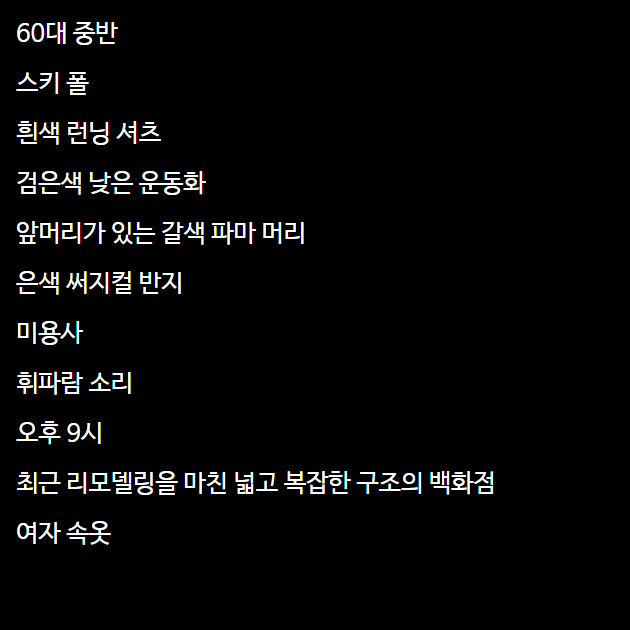 60대 중반
스키 폴
흰색 런닝 셔츠
검은색 낮은 운동화
앞머리가 있는 갈색 파마 머리
은색 써지컬 반지
미용사
휘파람 소리
오후 9시
최근 리모델링을 마친 넓고 복잡한 구조의 백화점
여자 속옷